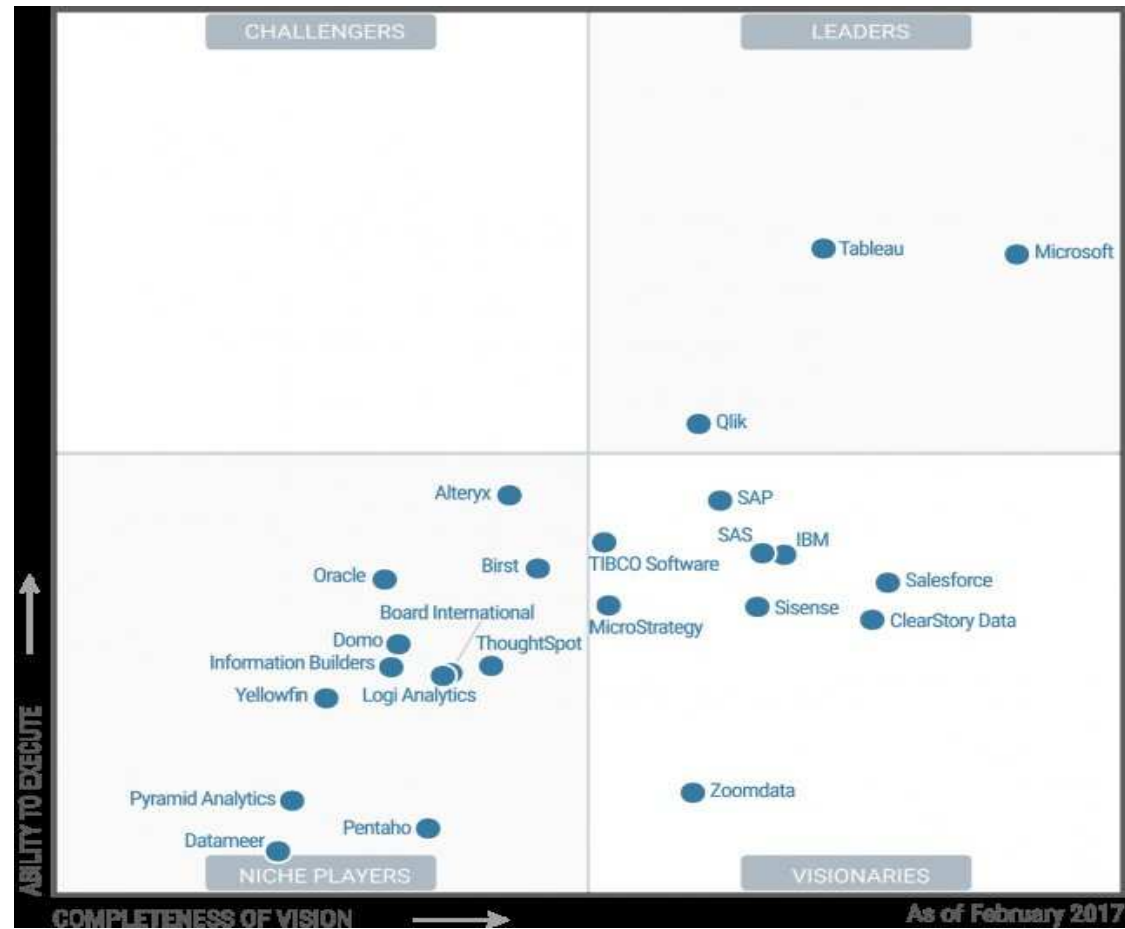 CHALLENGERS
LEADERS
Tableau
Microsoft
Qlik
Alteryx
SAP
SAS
IBM
TIBCO Software
Birst
Oracle
Salesforce
Board International
Sisense
ClearStory Data
MicroStrategy
Domo
ThoughtSpot
Information Builders
Yellowfin
Logi Analytics
Zoomdata
Pyramid Analytics
Pentaho
Datameer
NICHE PLAYERS
VISIONARIES
ABILITY TO EXECUTE
COMPLETENESS OF VISION
As of February 2017